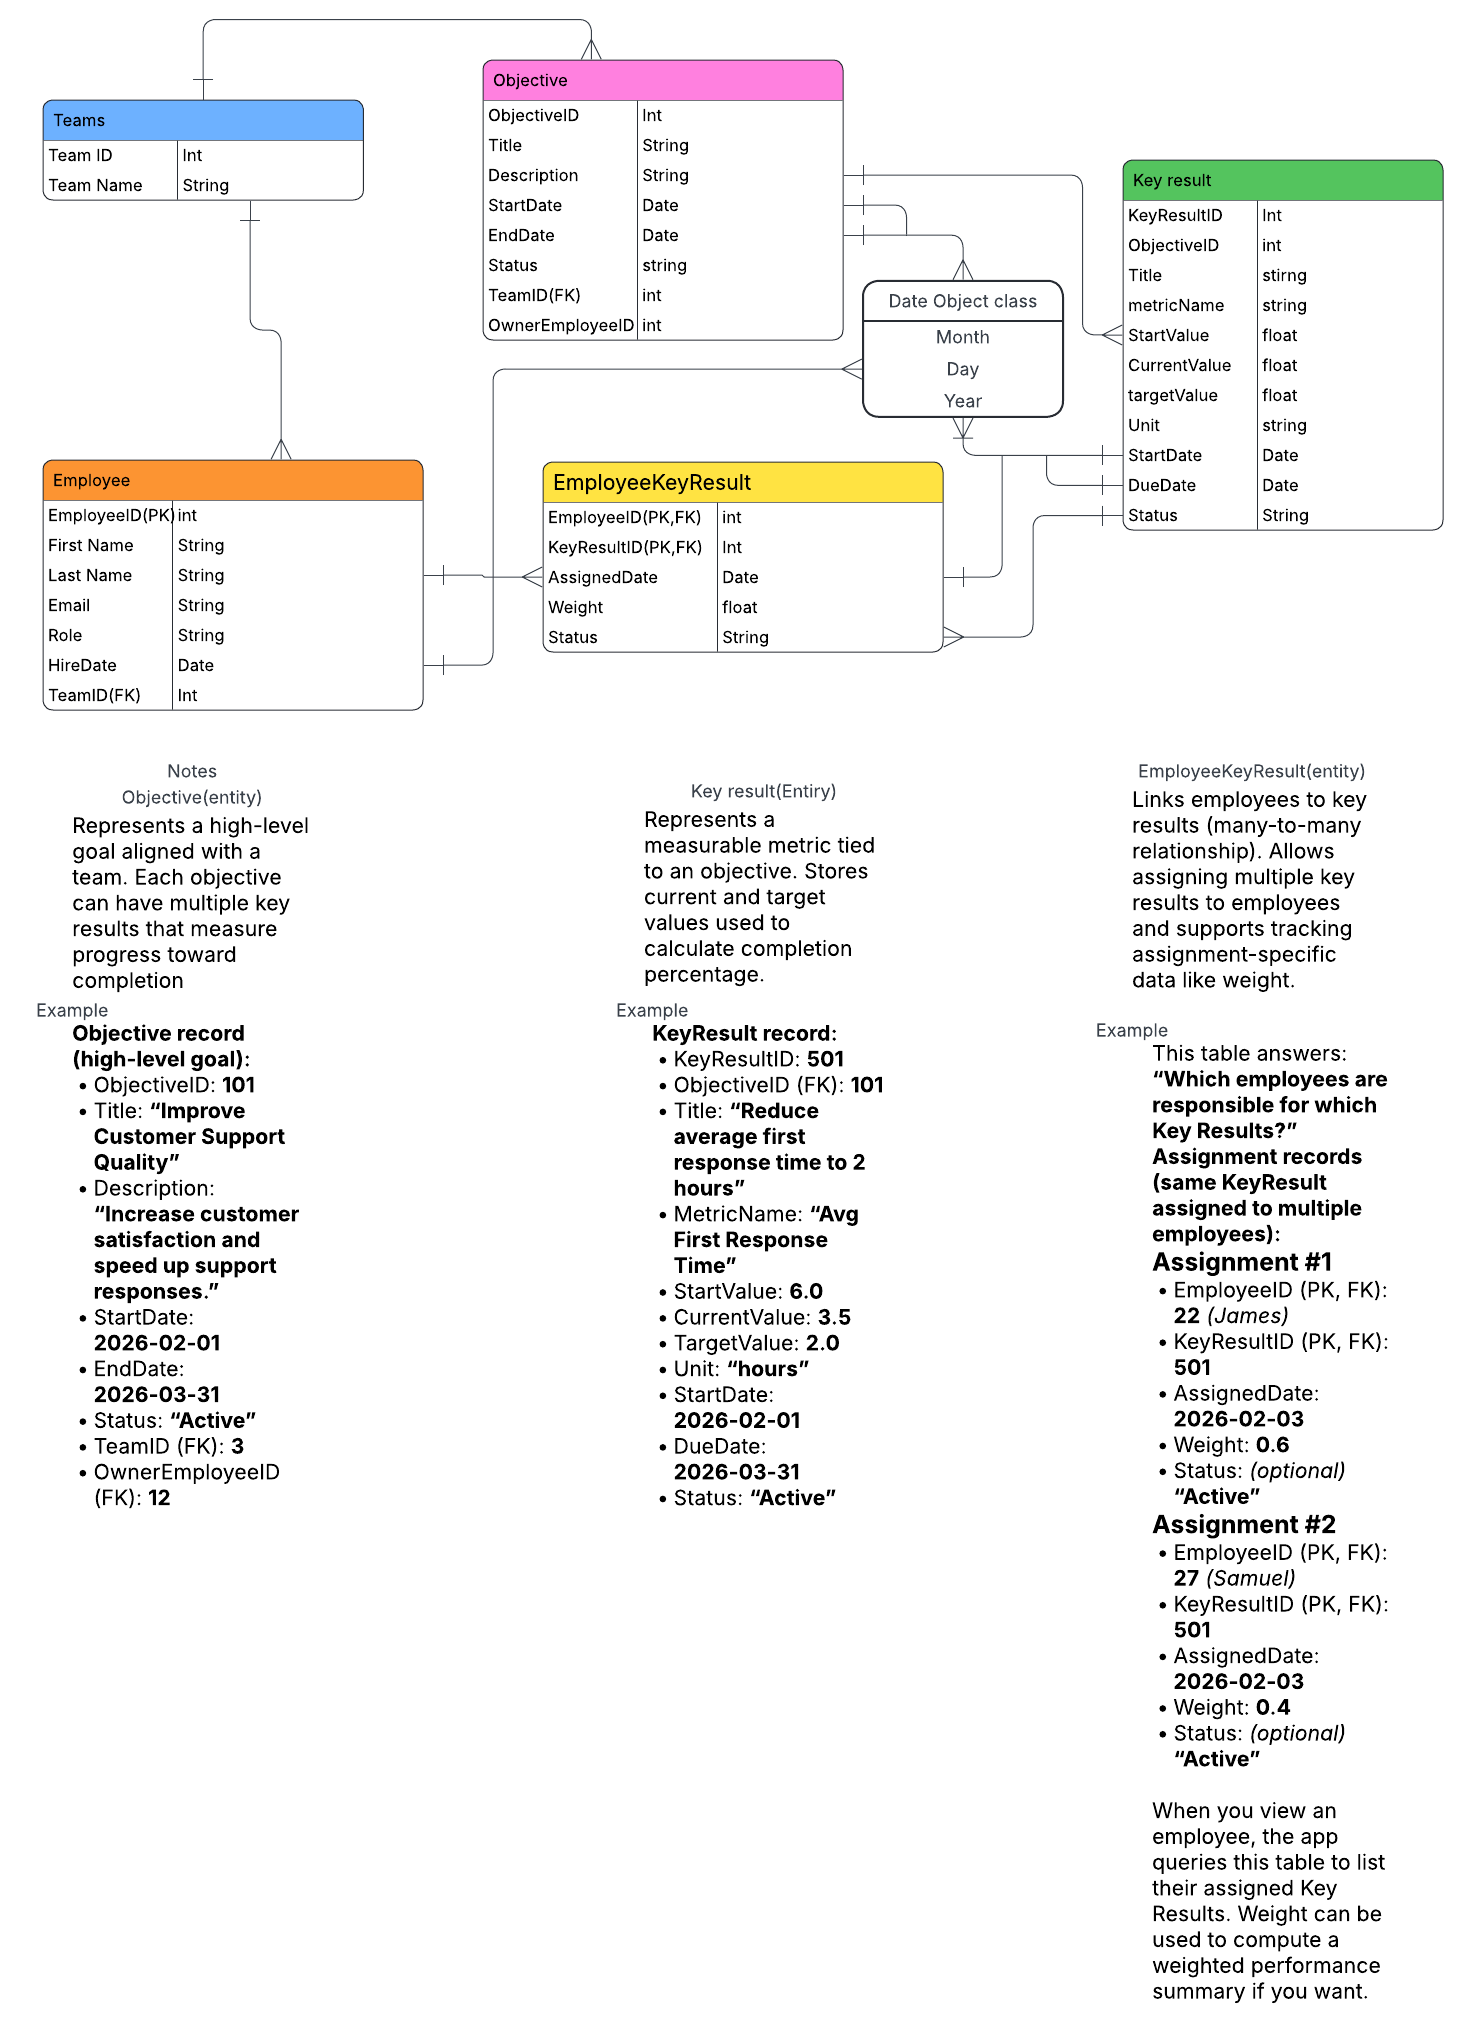 Teams
Team ID Int
Team Name String
Objective
ObjectiveID Int
Title String
Description String
StartDate Date
EndDate Date
Status string
TeamID(FK) int
OwnerEmployeeID int
Key result
KeyResultID Int
ObjectiveID int
Title stirng
metricName string
StartValue float
CurrentValue float
targetValue float
Unit string
StartDate Date
DueDate Date
Status String
Date Object class
Month
Day
Year
Employee
EmployeeID(PK) int
First Name String
Last Name String
Email String
Role String
HireDate Date
TeamID(FK) Int
EmployeeKeyResult
EmployeeID(PK,FK) int
KeyResultID(PK,FK) Int
AssignedDate Date
Weight float
Status String
Notes
Objective(entity)
Represents a high-level
goal aligned with a
team. Each objective
can have multiple key
results that measure
progress toward
completion
Example
Objective record
(high-level goal):
• ObjectiveID: 101
• Title: “Improve
Customer Support
Quality”
• Description:
“Increase customer
satisfaction and
speed up support
responses.”
• StartDate:
2026-02-01
• EndDate:
2026-03-31
• Status: “Active”
• TeamID (FK): 3
• OwnerEmployeeID
(FK): 12
Key result(Entiry)
Represents a
measurable metric tied
to an objective. Stores
current and target
values used to
calculate completion
percentage.
Example
KeyResult record:
• KeyResultID: 501
• ObjectiveID (FK): 101
• Title: “Reduce
average first
response time to 2
hours”
• MetricName: “Avg
First Response
Time”
• StartValue: 6.0
• CurrentValue: 3.5
• TargetValue: 2.0
• Unit: “hours”
• StartDate:
2026-02-01
• DueDate:
2026-03-31
• Status: “Active”
EmployeeKeyResult(entity)
Links employees to key
results (many-to-many
relationship). Allows
assigning multiple key
results to employees
and supports tracking
assignment-specific
data like weight.
Example
This table answers:
“Which employees are
responsible for which
Key Results?”
Assignment records
(same KeyResult
assigned to multiple
employees):
Assignment #1
• EmployeeID (PK, FK):
22 (James)
• KeyResultID (PK, FK):
501
• AssignedDate:
2026-02-03
• Weight: 0.6
• Status: (optional)
“Active”
Assignment #2
• EmployeeID (PK, FK):
27 (Samuel)
• KeyResultID (PK, FK):
501
• AssignedDate:
2026-02-03
• Weight: 0.4
• Status: (optional)
“Active”
When you view an
employee, the app
queries this table to list
their assigned Key
Results. Weight can be
used to compute a
weighted performance
summary if you want.